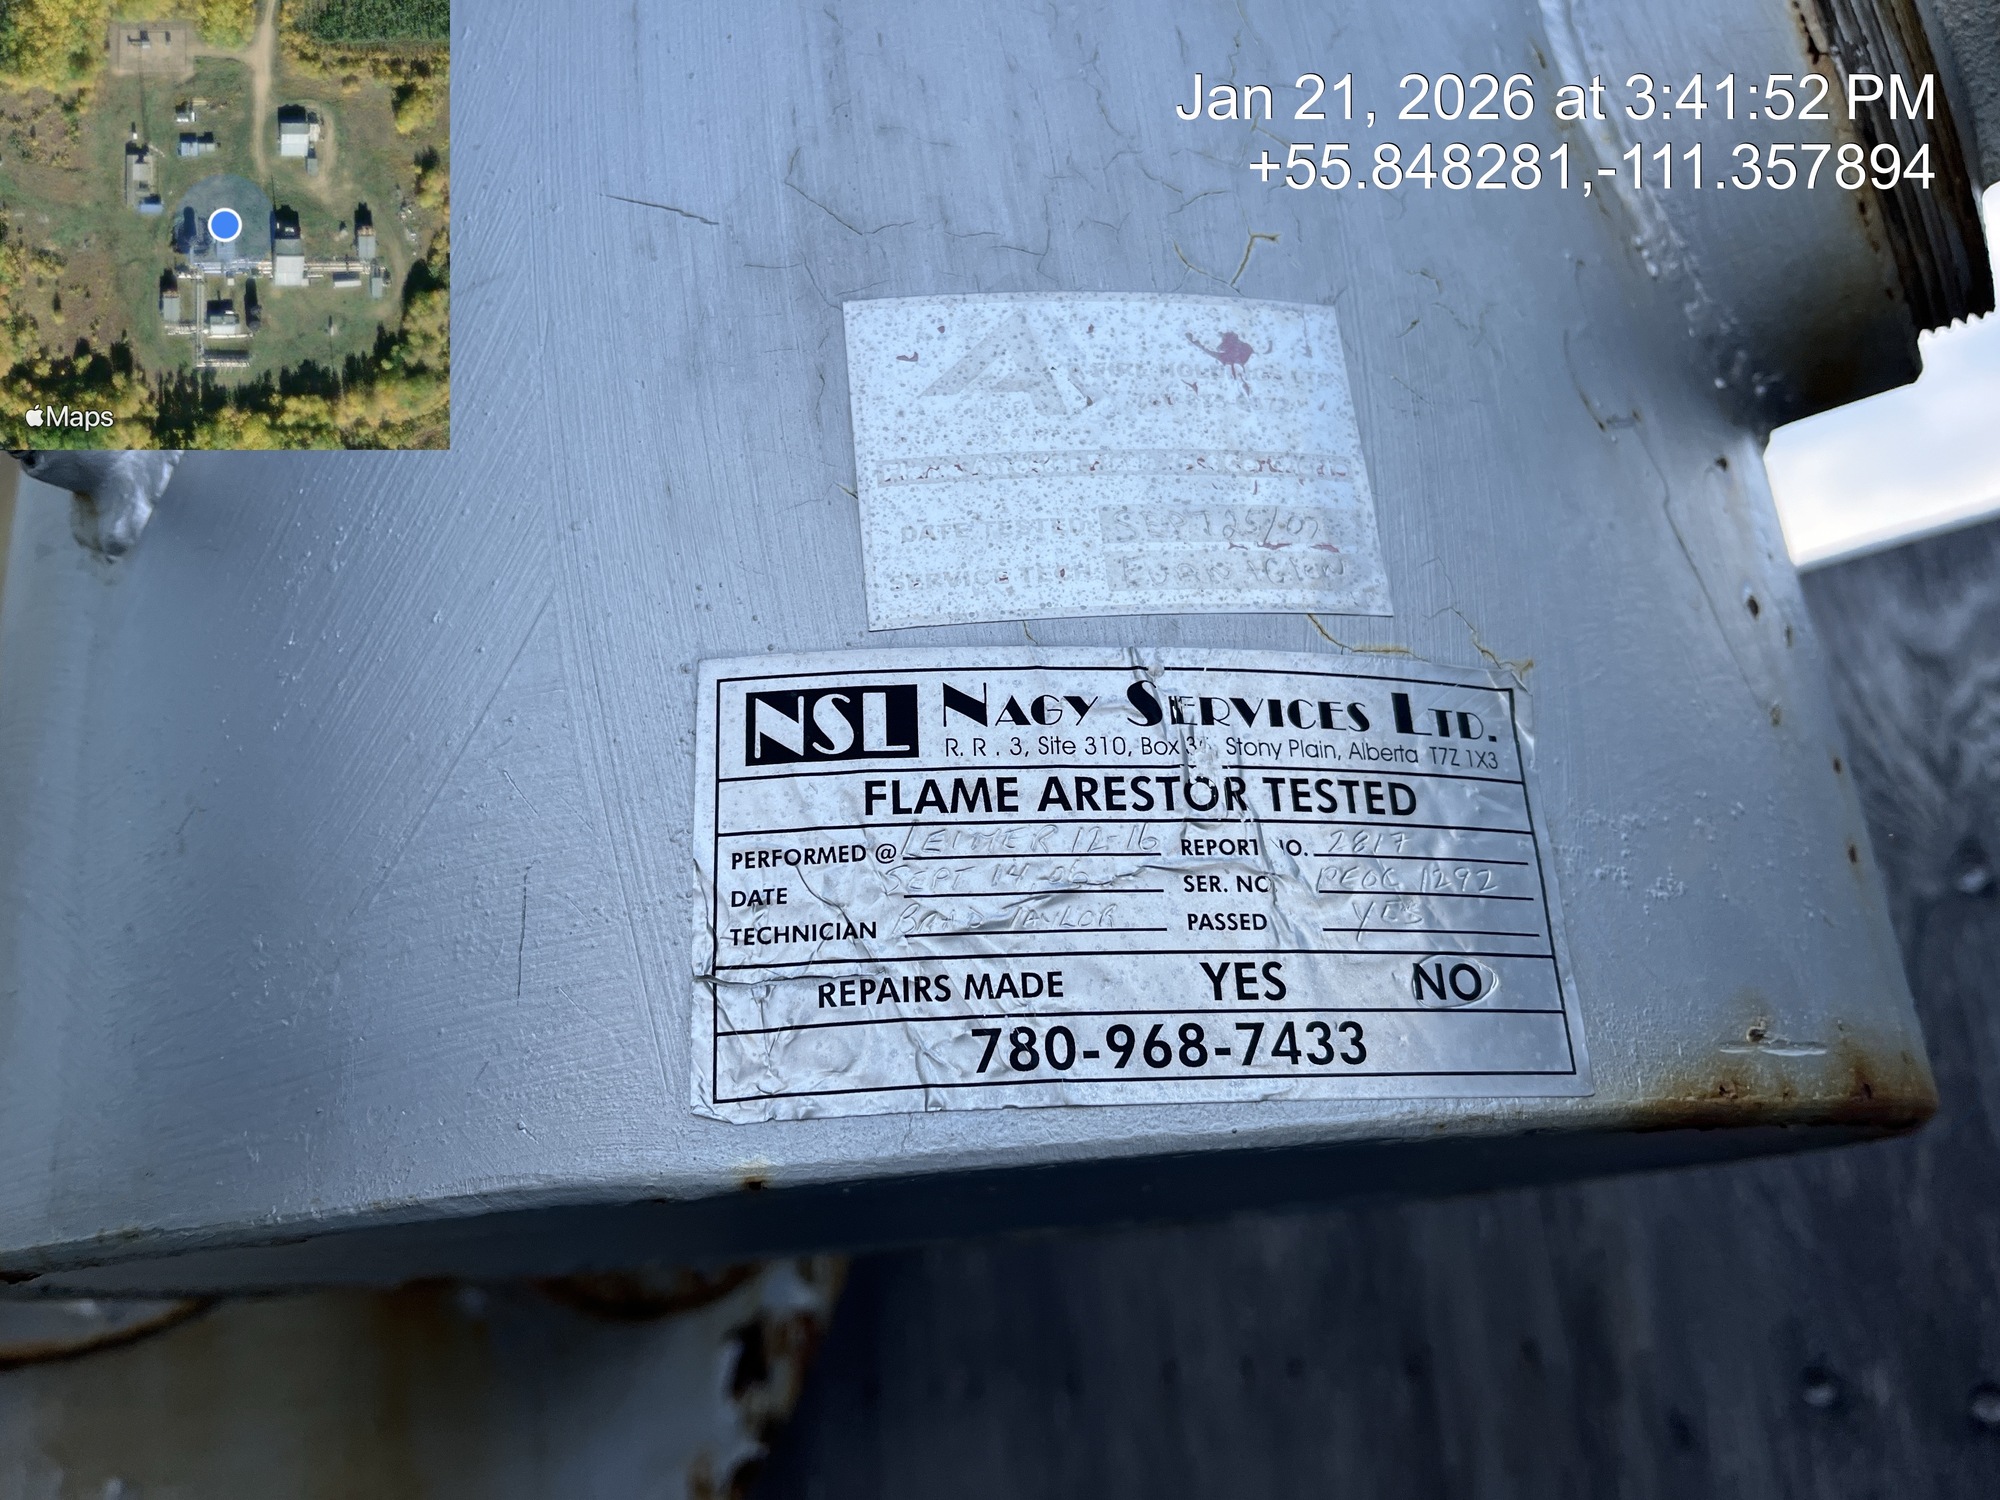 Jan 21, 2026 at 3:41:52 PM
+55.848281,-111.357894
Maps
DATE TESTED: SEPT 25/07
SERVICE TECH:
NSL NAGY SERVICES LTD.
R. R. 3, Site 310, Box Stony Plain, Alberta T7Z 1X3
FLAME ARESTOR TESTED
PERFORMED @ LEIMER 12-16 REPORT NO. 2817
DATE SEPT 14-06 SER. NO. 1292
TECHNICIAN BRAD TAYLOR PASSED YES
REPAIRS MADE YES NO
780-968-7433